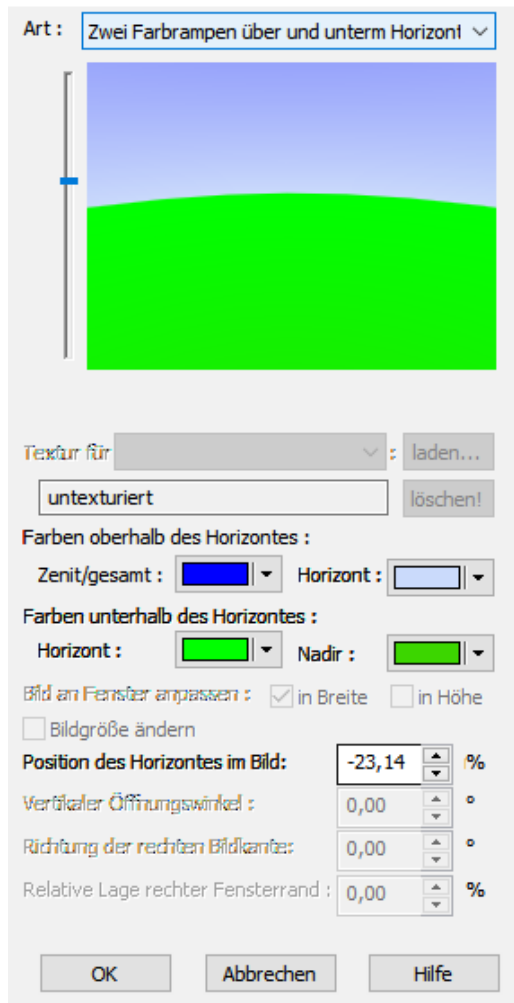 Art : Zwei Farbrampen über und unterm Horizont
Textur für : laden...
untexturiert löschen!
Farben oberhalb des Horizontes :
Zenit/gesamt : Horizont :
Farben unterhalb des Horizontes :
Horizont : Nadir :
Bild an Fenster anpassen : in Breite in Höhe
Bildgröße ändern
Position des Horizontes im Bild: -23,14 %
Vertikaler Öffnungswinkel : 0,00 °
Richtung der rechten Bildkante: 0,00 °
Relative Lage rechter Fensterrand : 0,00 %
OK Abbrechen Hilfe